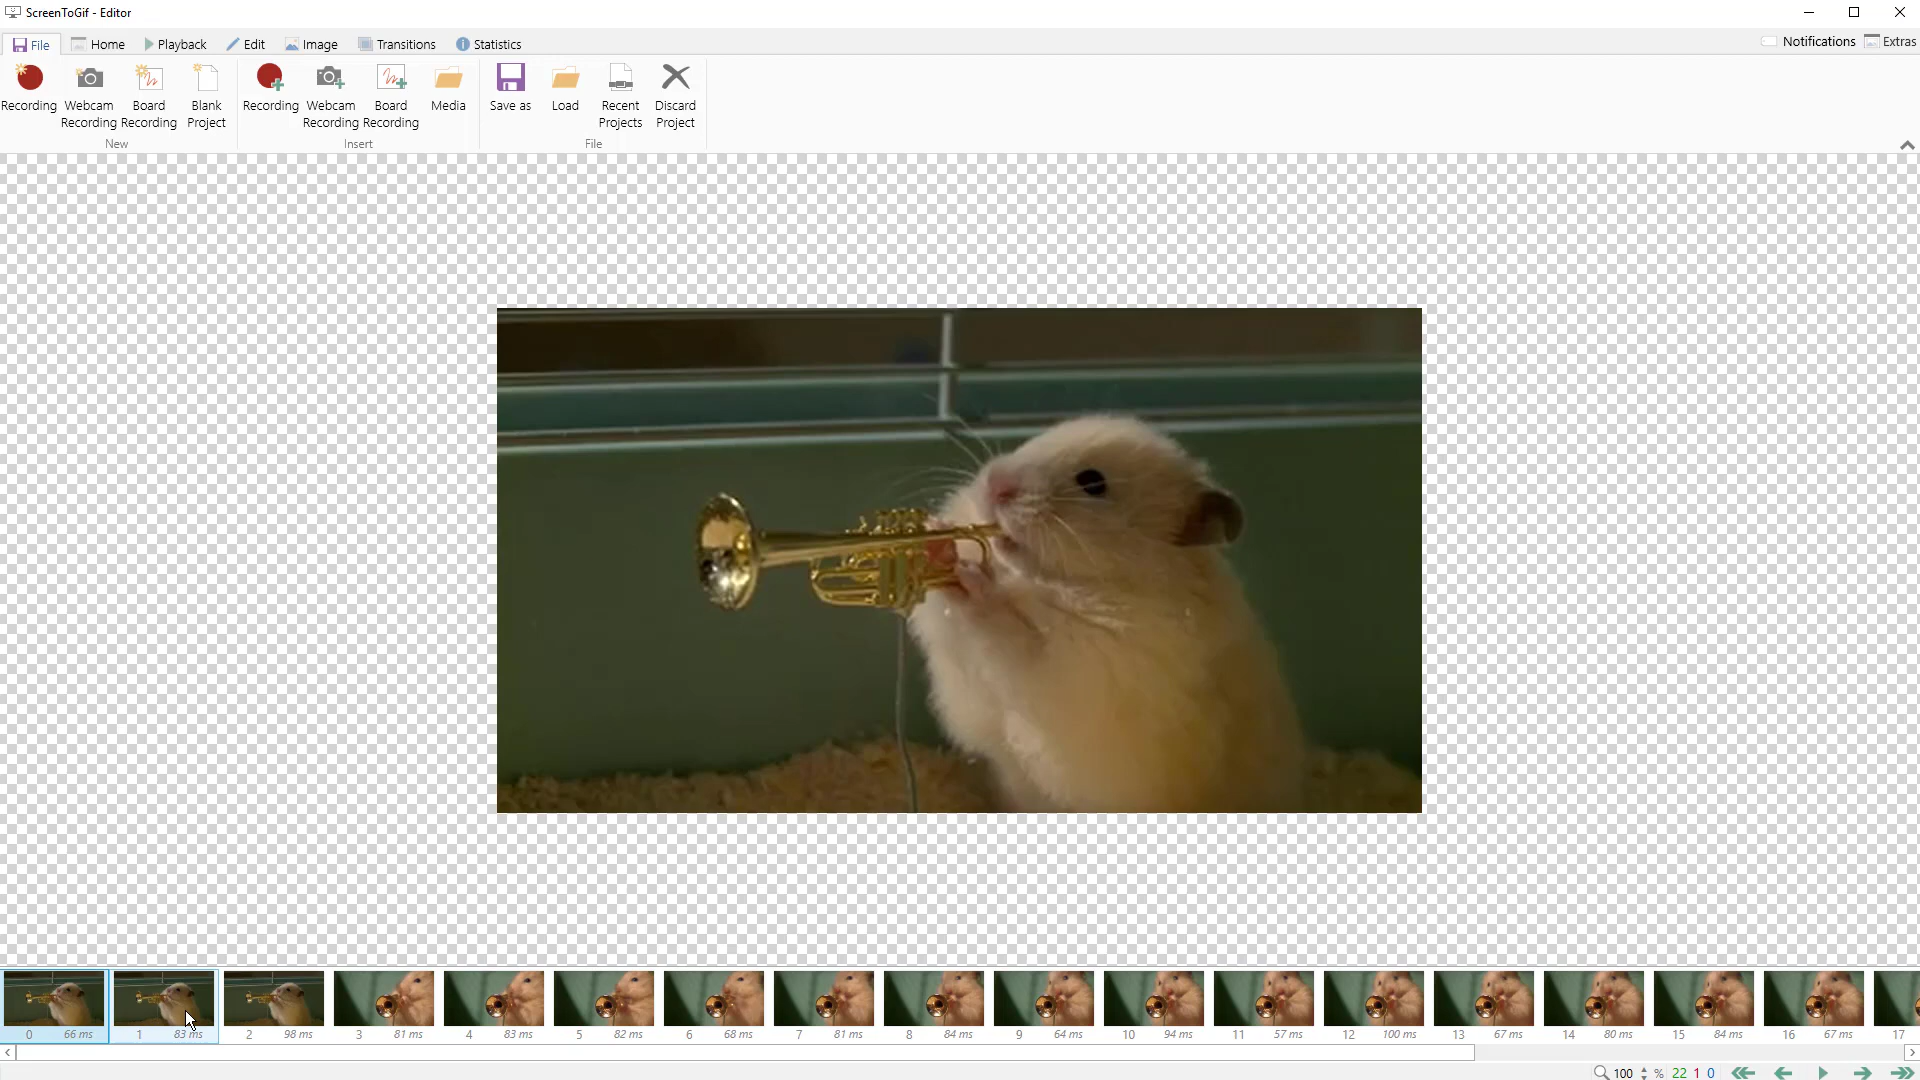 ScreenToGif - Editor
File Home Playback Edit Image Transitions Statistics Notifications Extras
Recording Webcam Recording Board Recording Blank Project Recording Webcam Recording Board Recording Media Save as Load Recent Projects Discard Project
New Insert File
0 66 ms 1 83 ms 2 98 ms 3 81 ms 4 83 ms 5 82 ms 6 68 ms 7 81 ms 8 84 ms 9 64 ms 10 94 ms 11 57 ms 12 100 ms 13 67 ms 14 80 ms 15 84 ms 16 67 ms 17
100 % 22 1 0